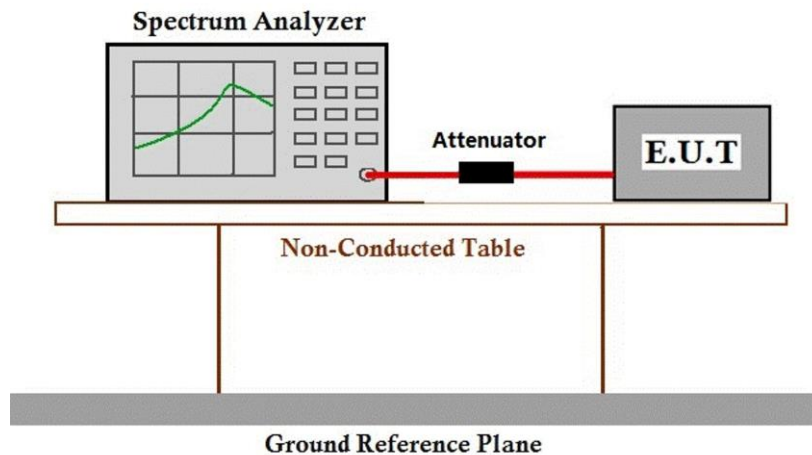 Spectrum Analyzer
Attenuator
E.U.T
Non-Conducted Table
Ground Reference Plane